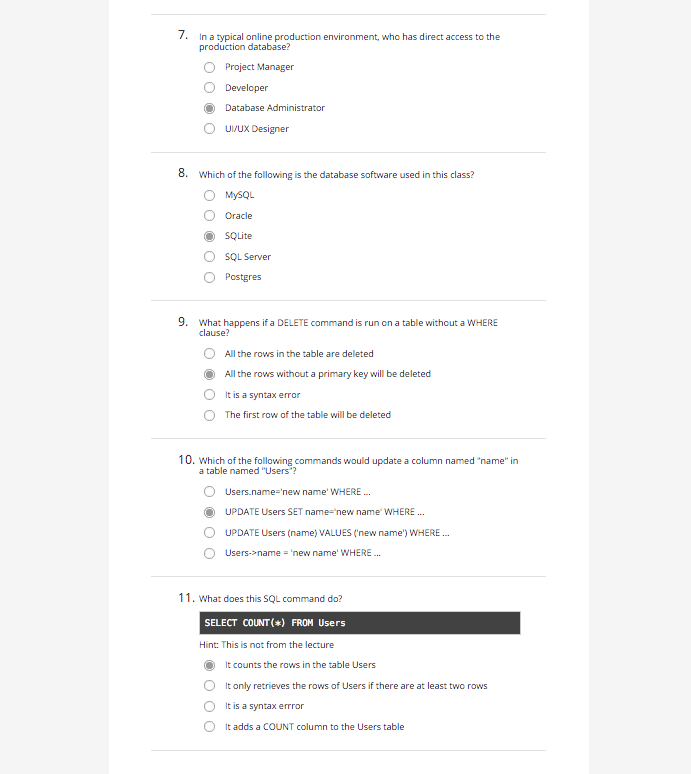 7. In a typical online production environment, who has direct access to the
production database?
Project Manager
Developer
Database Administrator
UI/UX Designer
8. Which of the following is the database software used in this class?
MySQL
Oracle
SQLite
SQL Server
Postgres
9. What happens if a DELETE command is run on a table without a WHERE
clause?
All the rows in the table are deleted
All the rows without a primary key will be deleted
It is a syntax error
The first row of the table will be deleted
10. Which of the following commands would update a column named "name" in
a table named "Users"?
Users.name='new name' WHERE ...
UPDATE Users SET name='new name' WHERE ...
UPDATE Users (name) VALUES ('new name') WHERE ...
Users->name = 'new name' WHERE ...
11. What does this SQL command do?
SELECT COUNT(*) FROM Users
Hint: This is not from the lecture
It counts the rows in the table Users
It only retrieves the rows of Users if there are at least two rows
It is a syntax errror
It adds a COUNT column to the Users table